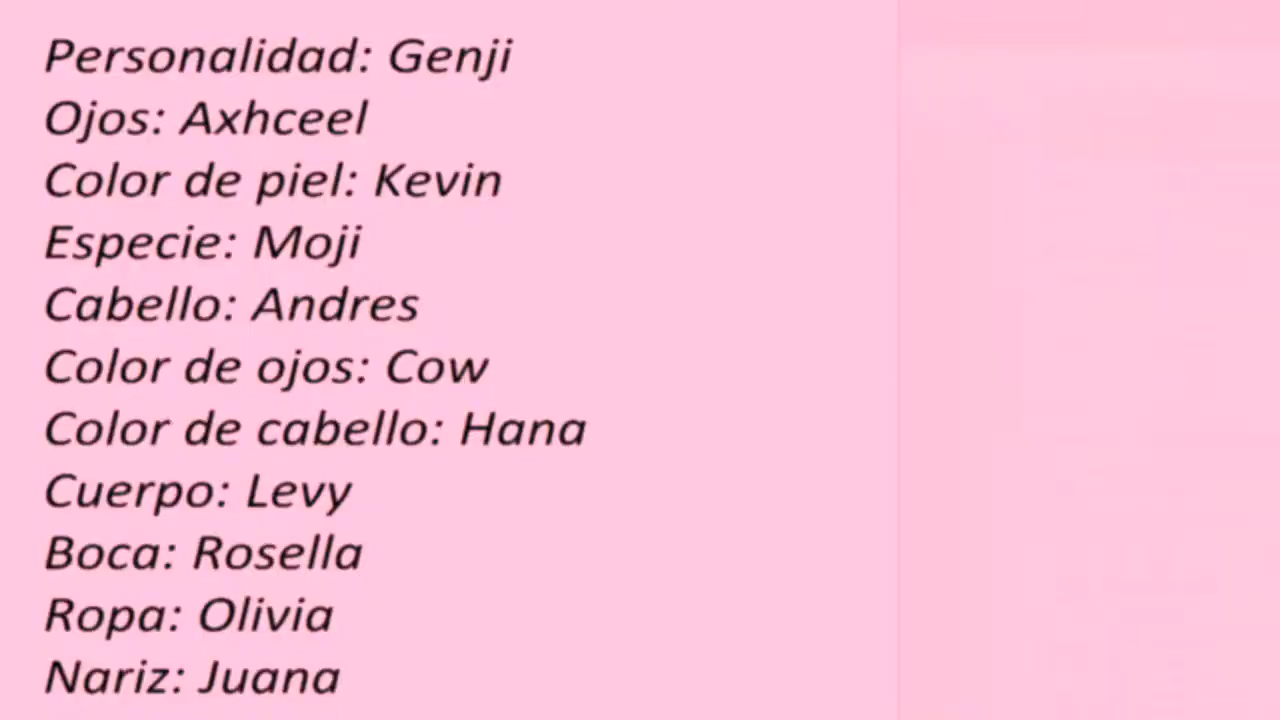 Personalidad: Genji
Ojos: Axhceel
Color de piel: Kevin
Especie: Moji
Cabello: Andres
Color de ojos: Cow
Color de cabello: Hana
Cuerpo: Levy
Boca: Rosella
Ropa: Olivia
Nariz: Juana